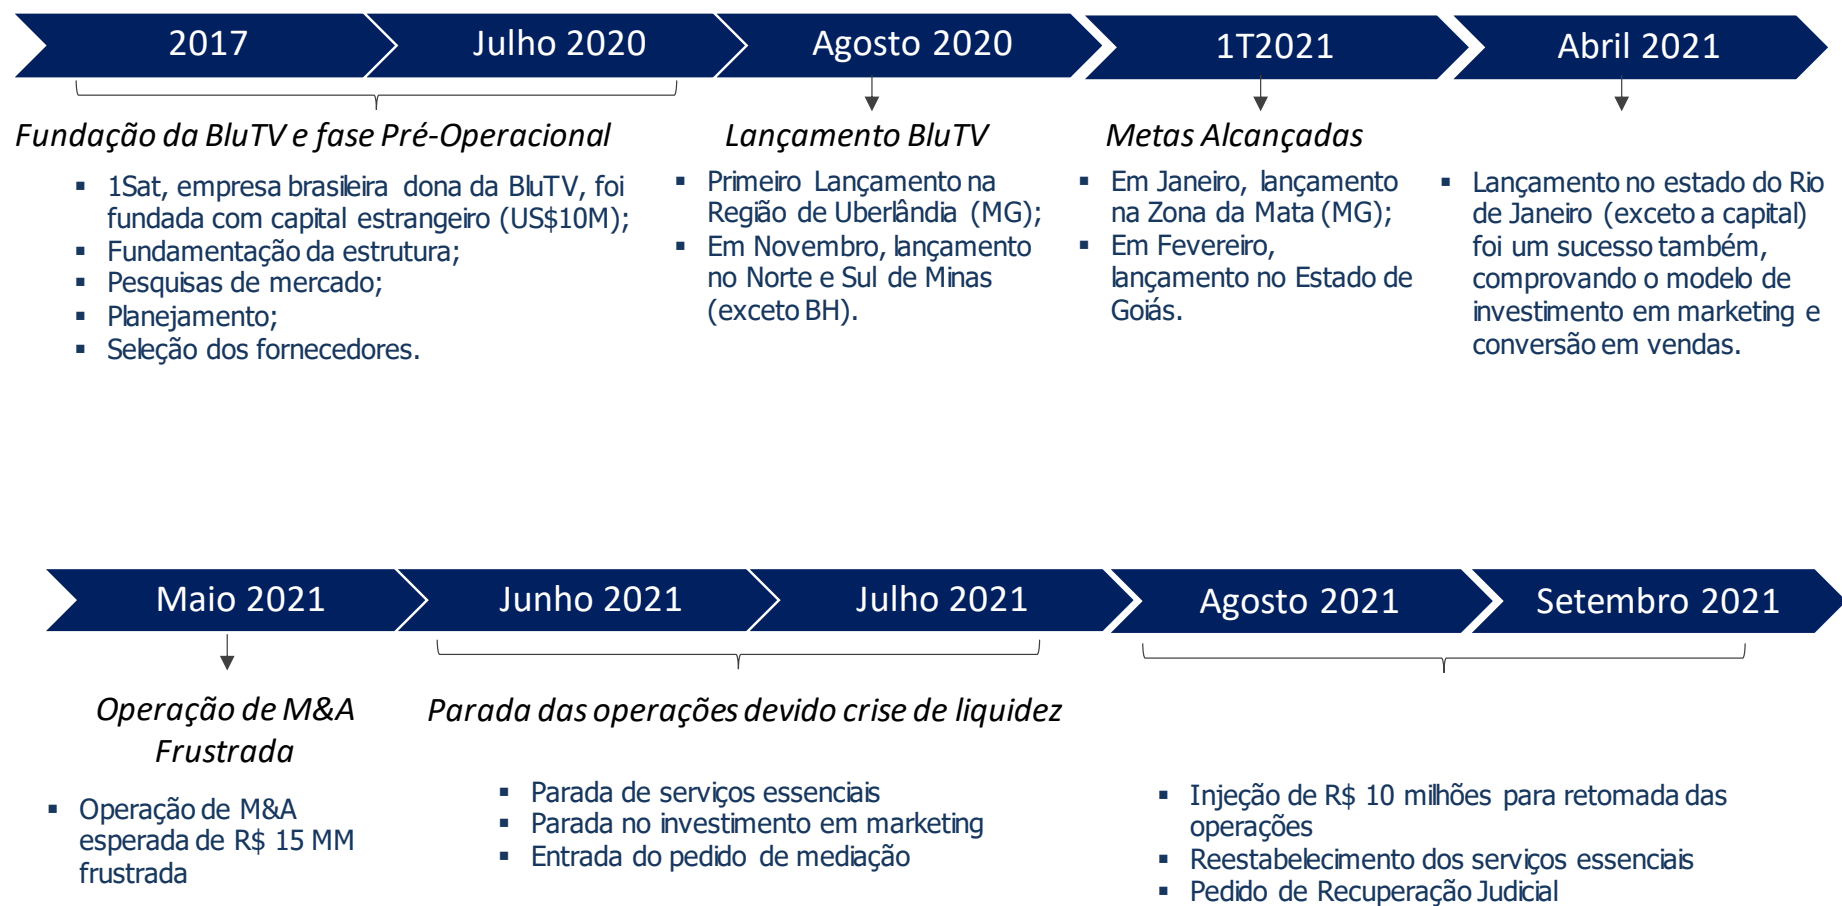 2017
Julho 2020
Agosto 2020
1T2021
Abril 2021
Fundação da BluTV e fase Pré-Operacional
▪ 1Sat, empresa brasileira dona da BluTV, foi
fundada com capital estrangeiro (US$10M);
▪ Fundamentação da estrutura;
▪ Pesquisas de mercado;
▪ Planejamento;
▪ Seleção dos fornecedores.
Lançamento BluTV
▪ Primeiro Lançamento na
Região de Uberlândia (MG);
▪ Em Novembro, lançamento
no Norte e Sul de Minas
(exceto BH).
Metas Alcançadas
▪ Em Janeiro, lançamento
na Zona da Mata (MG);
▪ Em Fevereiro,
lançamento no Estado de
Goiás.
▪ Lançamento no estado do Rio
de Janeiro (exceto a capital)
foi um sucesso também,
comprovando o modelo de
investimento em marketing e
conversão em vendas.
Maio 2021
Junho 2021
Julho 2021
Agosto 2021
Setembro 2021
Operação de M&A
Frustrada
▪ Operação de M&A
esperada de R$ 15 MM
frustrada
Parada das operações devido crise de liquidez
▪ Parada de serviços essenciais
▪ Parada no investimento em marketing
▪ Entrada do pedido de mediação
▪ Injeção de R$ 10 milhões para retomada das
operações
▪ Reestabelecimento dos serviços essenciais
▪ Pedido de Recuperação Judicial